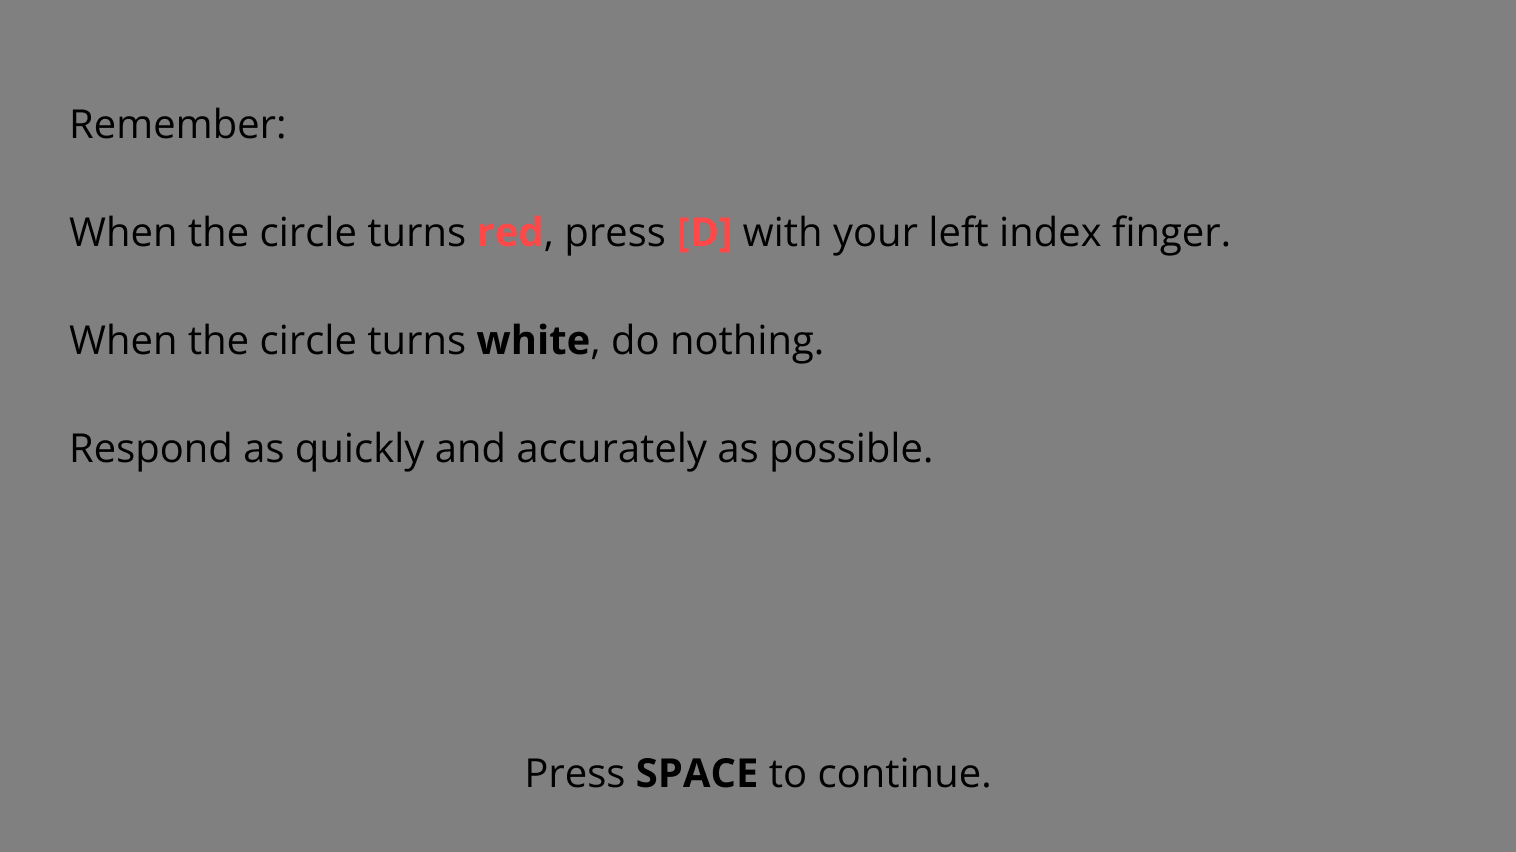 Remember:
When the circle turns red, press [D] with your left index finger.
When the circle turns white, do nothing.
Respond as quickly and accurately as possible.
Press SPACE to continue.